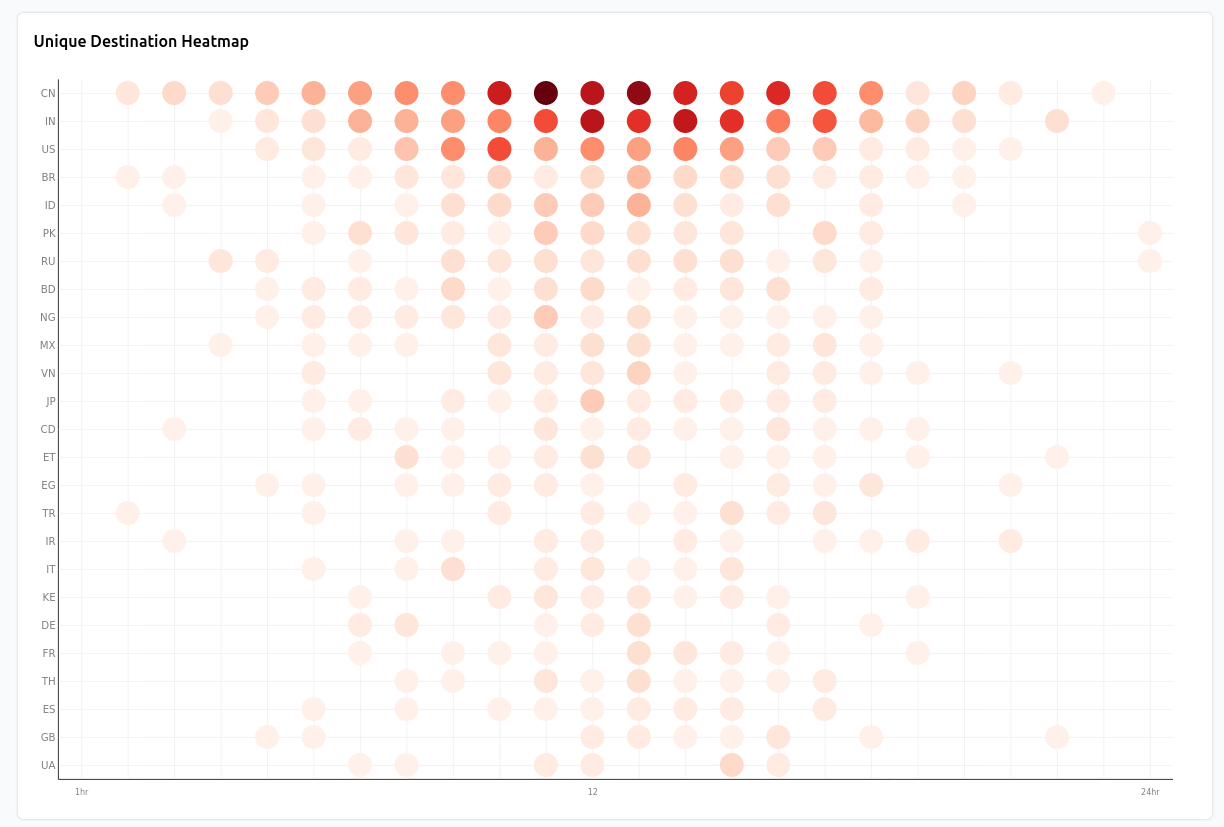 Unique Destination Heatmap
CN
IN
US
BR
ID
PK
RU
BD
NG
MX
VN
JP
CD
ET
EG
TR
IR
IT
KE
DE
FR
TH
ES
GB
UA
1hr 12 24hr